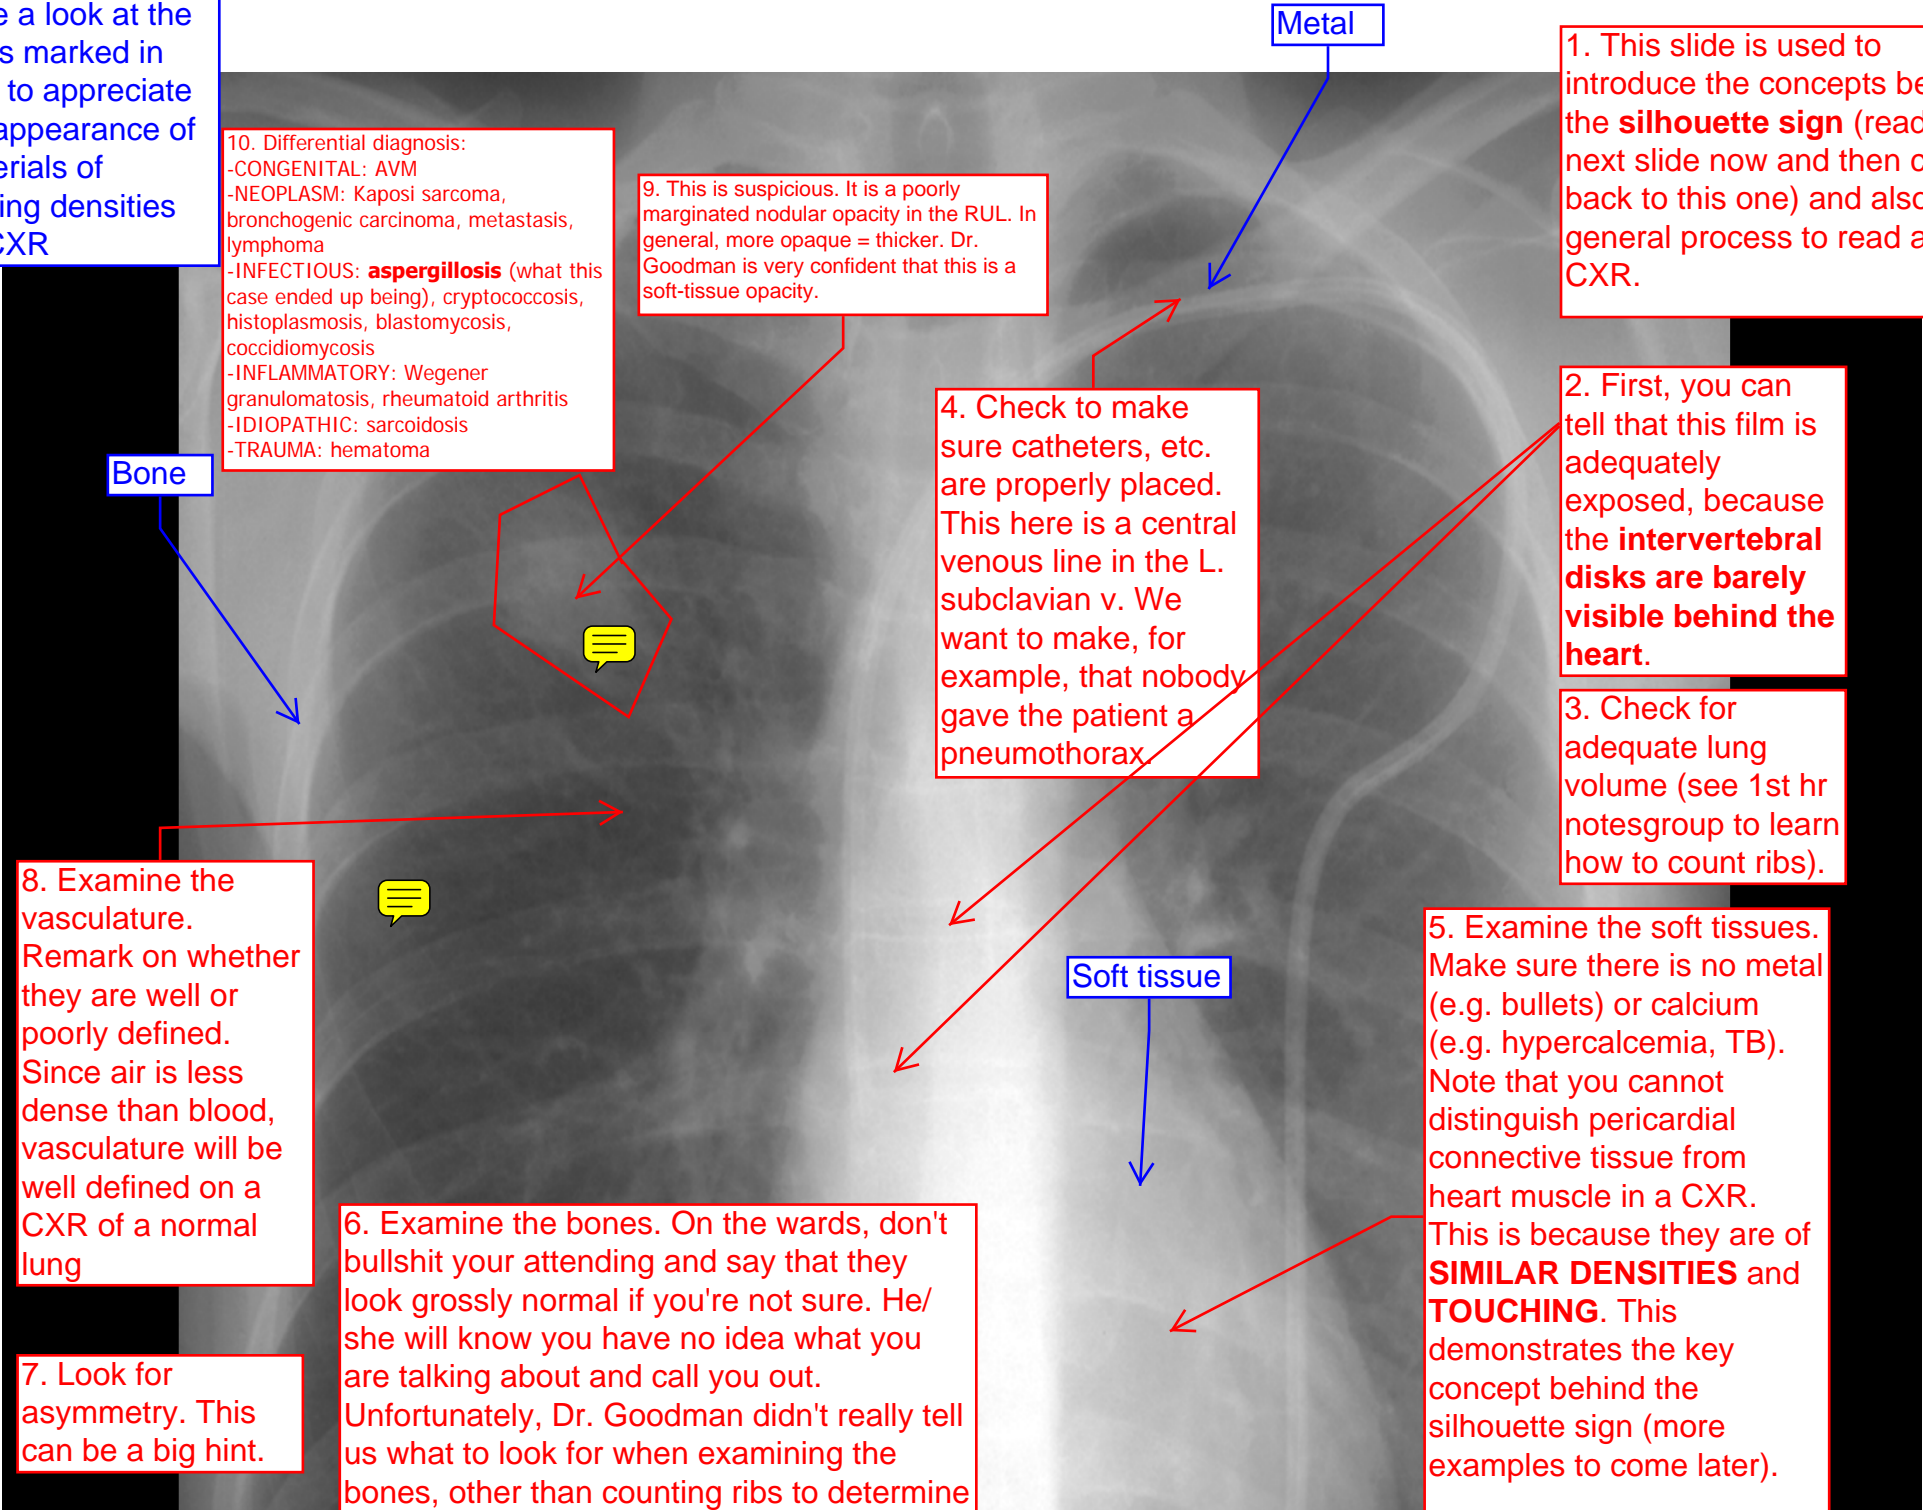 e a look at the
s marked in
to appreciate
appearance of
erials of
ing densities
CXR
Metal
1. This slide is used to
introduce the concepts be
the silhouette sign (read
next slide now and then c
back to this one) and also
general process to read a
CXR.
10. Differential diagnosis:
-CONGENITAL: AVM
-NEOPLASM: Kaposi sarcoma,
bronchogenic carcinoma, metastasis,
lymphoma
-INFECTIOUS: aspergillosis (what this
case ended up being), cryptococcosis,
histoplasmosis, blastomycosis,
coccidiomycosis
-INFLAMMATORY: Wegener
granulomatosis, rheumatoid arthritis
-IDIOPATHIC: sarcoidosis
-TRAUMA: hematoma
9. This is suspicious. It is a poorly
marginated nodular opacity in the RUL. In
general, more opaque = thicker. Dr.
Goodman is very confident that this is a
soft-tissue opacity.
Bone
4. Check to make
sure catheters, etc.
are properly placed.
This here is a central
venous line in the L.
subclavian v. We
want to make, for
example, that nobody
gave the patient a
pneumothorax.
2. First, you can
tell that this film is
adequately
exposed, because
the intervertebral
disks are barely
visible behind the
heart.
3. Check for
adequate lung
volume (see 1st hr
notesgroup to learn
how to count ribs).
8. Examine the
vasculature.
Remark on whether
they are well or
poorly defined.
Since air is less
dense than blood,
vasculature will be
well defined on a
CXR of a normal
lung
Soft tissue
5. Examine the soft tissues.
Make sure there is no metal
(e.g. bullets) or calcium
(e.g. hypercalcemia, TB).
Note that you cannot
distinguish pericardial
connective tissue from
heart muscle in a CXR.
This is because they are of
SIMILAR DENSITIES and
TOUCHING. This
demonstrates the key
concept behind the
silhouette sign (more
examples to come later).
6. Examine the bones. On the wards, don't
bullshit your attending and say that they
look grossly normal if you're not sure. He/
she will know you have no idea what you
are talking about and call you out.
Unfortunately, Dr. Goodman didn't really tell
us what to look for when examining the
bones, other than counting ribs to determine
7. Look for
asymmetry. This
can be a big hint.